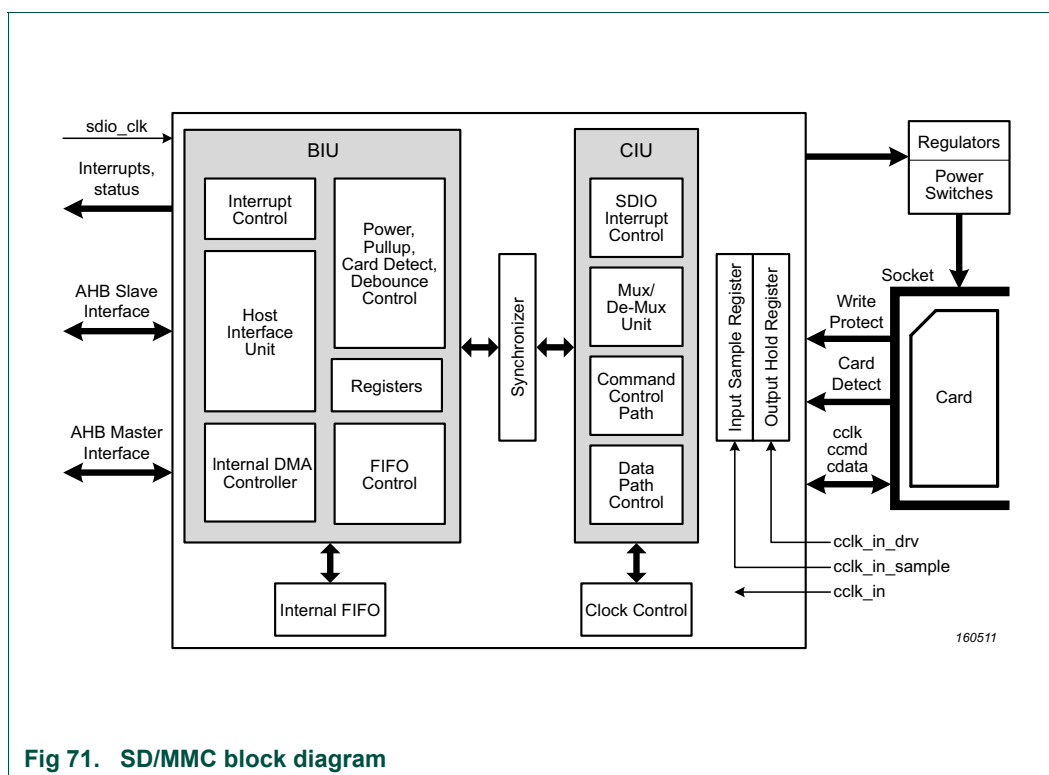 sdio_clk
Interrupts,
status
AHB Slave
Interface
AHB Master
Interface
BIU
Interrupt
Control
Host
Interface
Unit
Internal DMA
Controller
Power,
Pullup,
Card Detect,
Debounce
Control
Registers
FIFO
Control
Internal FIFO
Synchronizer
CIU
SDIO
Interrupt
Control
Mux/
De-Mux
Unit
Command
Control
Path
Data
Path
Control
Clock Control
Input Sample Register
Output Hold Register
Regulators
Power
Switches
Socket
Write
Protect
Card
Detect
cclk
ccmd
cdata
Card
cclk_in_drv
cclk_in_sample
cclk_in
160511
Fig 71. SD/MMC block diagram